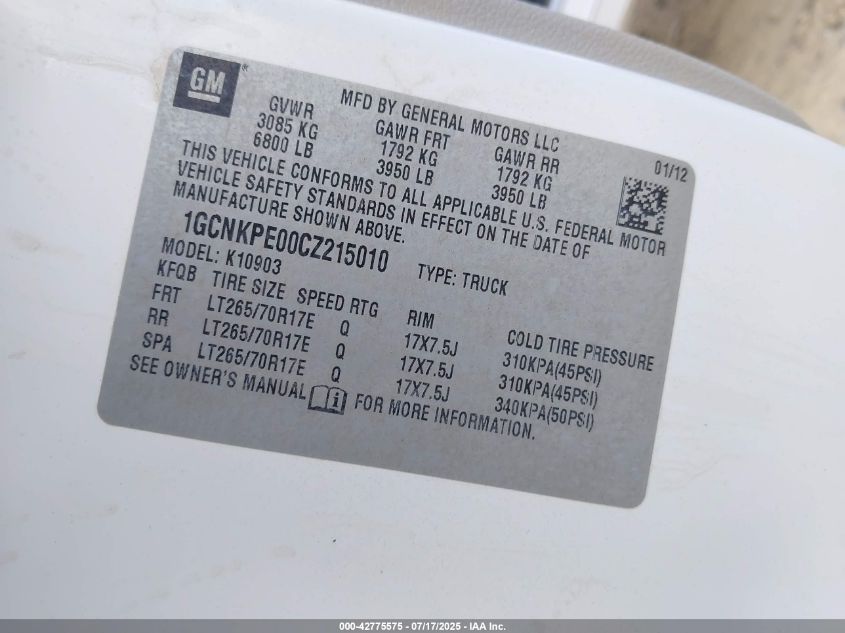 GM
MFD BY GENERAL MOTORS LLC
01/12
GVWR GAWR FRT GAWR RR
3085 KG 1792 KG 1792 KG
6800 LB 3950 LB 3950 LB
THIS VEHICLE CONFORMS TO ALL APPLICABLE U.S. FEDERAL MOTOR
VEHICLE SAFETY STANDARDS IN EFFECT ON THE DATE OF
MANUFACTURE SHOWN ABOVE.
1GCNKPE00CZ215010 TYPE: TRUCK
MODEL: K10903
KFQB TIRE SIZE SPEED RTG RIM COLD TIRE PRESSURE
FRT LT265/70R17E Q 17X7.5J 310KPA(45PSI)
RR LT265/70R17E Q 17X7.5J 310KPA(45PSI)
SPA LT265/70R17E Q 17X7.5J 340KPA(50PSI)
SEE OWNER'S MANUAL i FOR MORE INFORMATION.
000-42775575 - 07/17/2025 - IAA Inc.